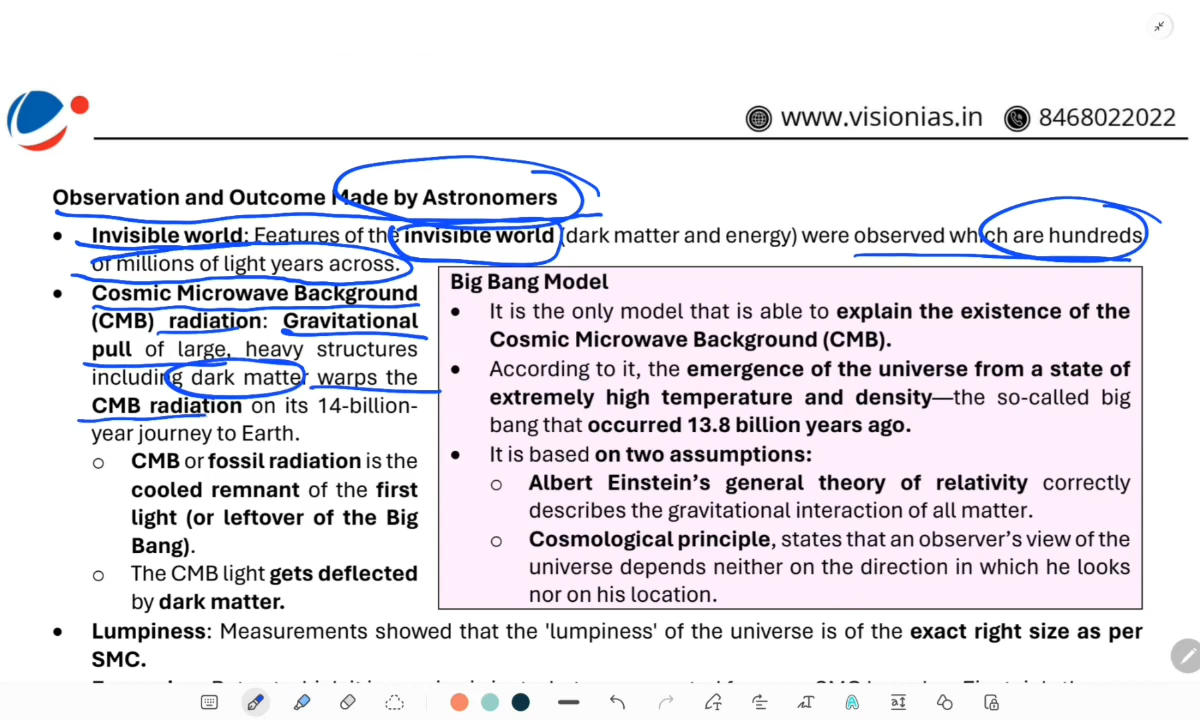 www.visionias.in 8468022022
Observation and Outcome Made by Astronomers
• Invisible world: Features of the invisible world (dark matter and energy) were observed which are hundreds
of millions of light years across.
• Cosmic Microwave Background
(CMB) radiation: Gravitational
pull of large, heavy structures
including dark matter warps the
CMB radiation on its 14-billion-
year journey to Earth.
o CMB or fossil radiation is the
cooled remnant of the first
light (or leftover of the Big
Bang).
o The CMB light gets deflected
by dark matter.
Big Bang Model
• It is the only model that is able to explain the existence of the
Cosmic Microwave Background (CMB).
• According to it, the emergence of the universe from a state of
extremely high temperature and density—the so-called big
bang that occurred 13.8 billion years ago.
• It is based on two assumptions:
o Albert Einstein's general theory of relativity correctly
describes the gravitational interaction of all matter.
o Cosmological principle, states that an observer's view of the
universe depends neither on the direction in which he looks
nor on his location.
• Lumpiness: Measurements showed that the 'lumpiness' of the universe is of the exact right size as per
SMC.